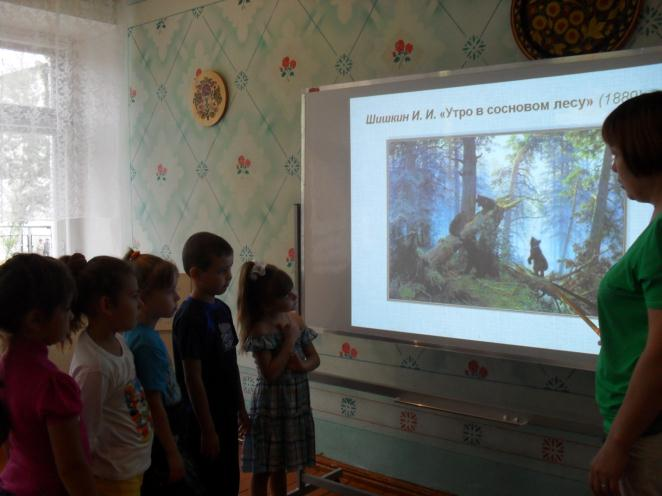 Шишкин И. И. «Утро в сосновом лесу» (1889)